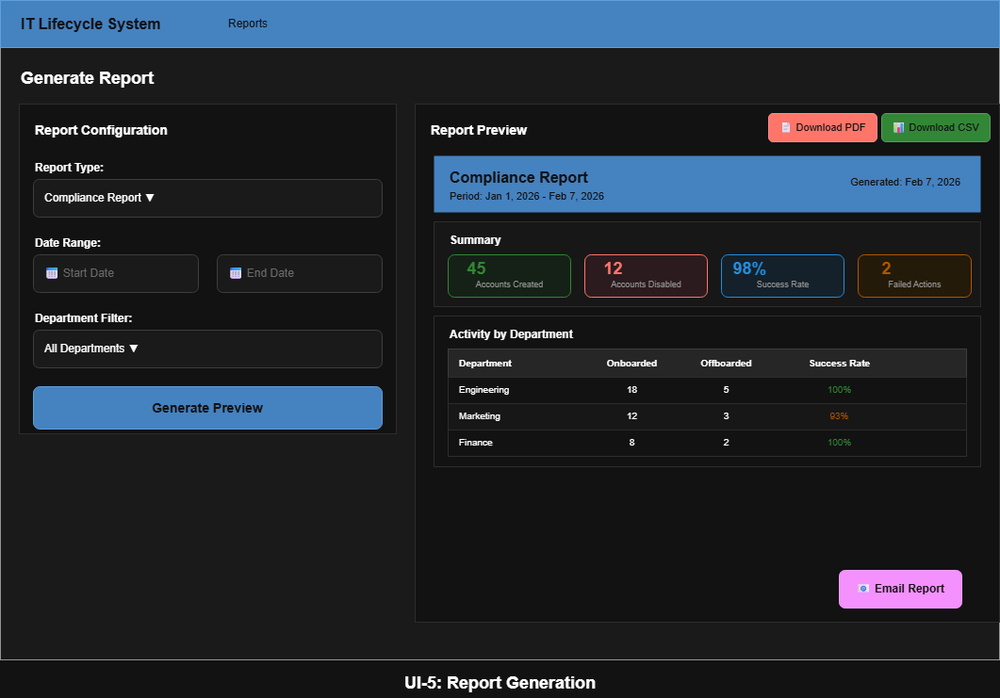 IT Lifecycle System Reports
Generate Report
Report Configuration
Report Type:
Compliance Report ▼
Date Range:
Start Date End Date
Department Filter:
All Departments ▼
Generate Preview
Report Preview Download PDF Download CSV
Compliance Report
Generated: Feb 7, 2026
Period: Jan 1, 2026 - Feb 7, 2026
Summary
45 12 98% 2
Accounts Created Accounts Disabled Success Rate Failed Actions
Activity by Department
Department Onboarded Offboarded Success Rate
Engineering 18 5 100%
Marketing 12 3 93%
Finance 8 2 100%
Email Report
UI-5: Report Generation